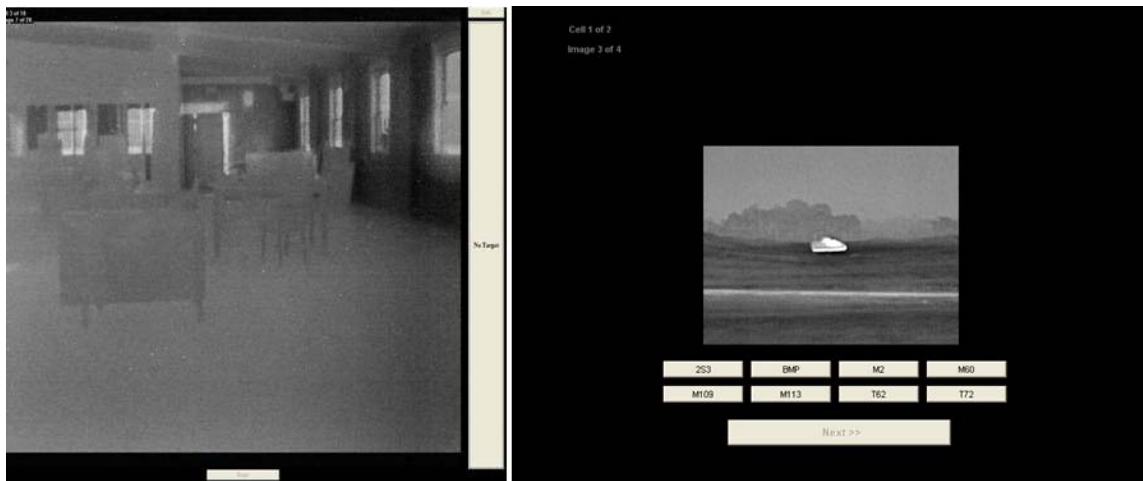 No Target
Cell 1 of 2
Image 3 of 4
2S3 BMP M2 M60
M109 M113 T62 T72
Next >>